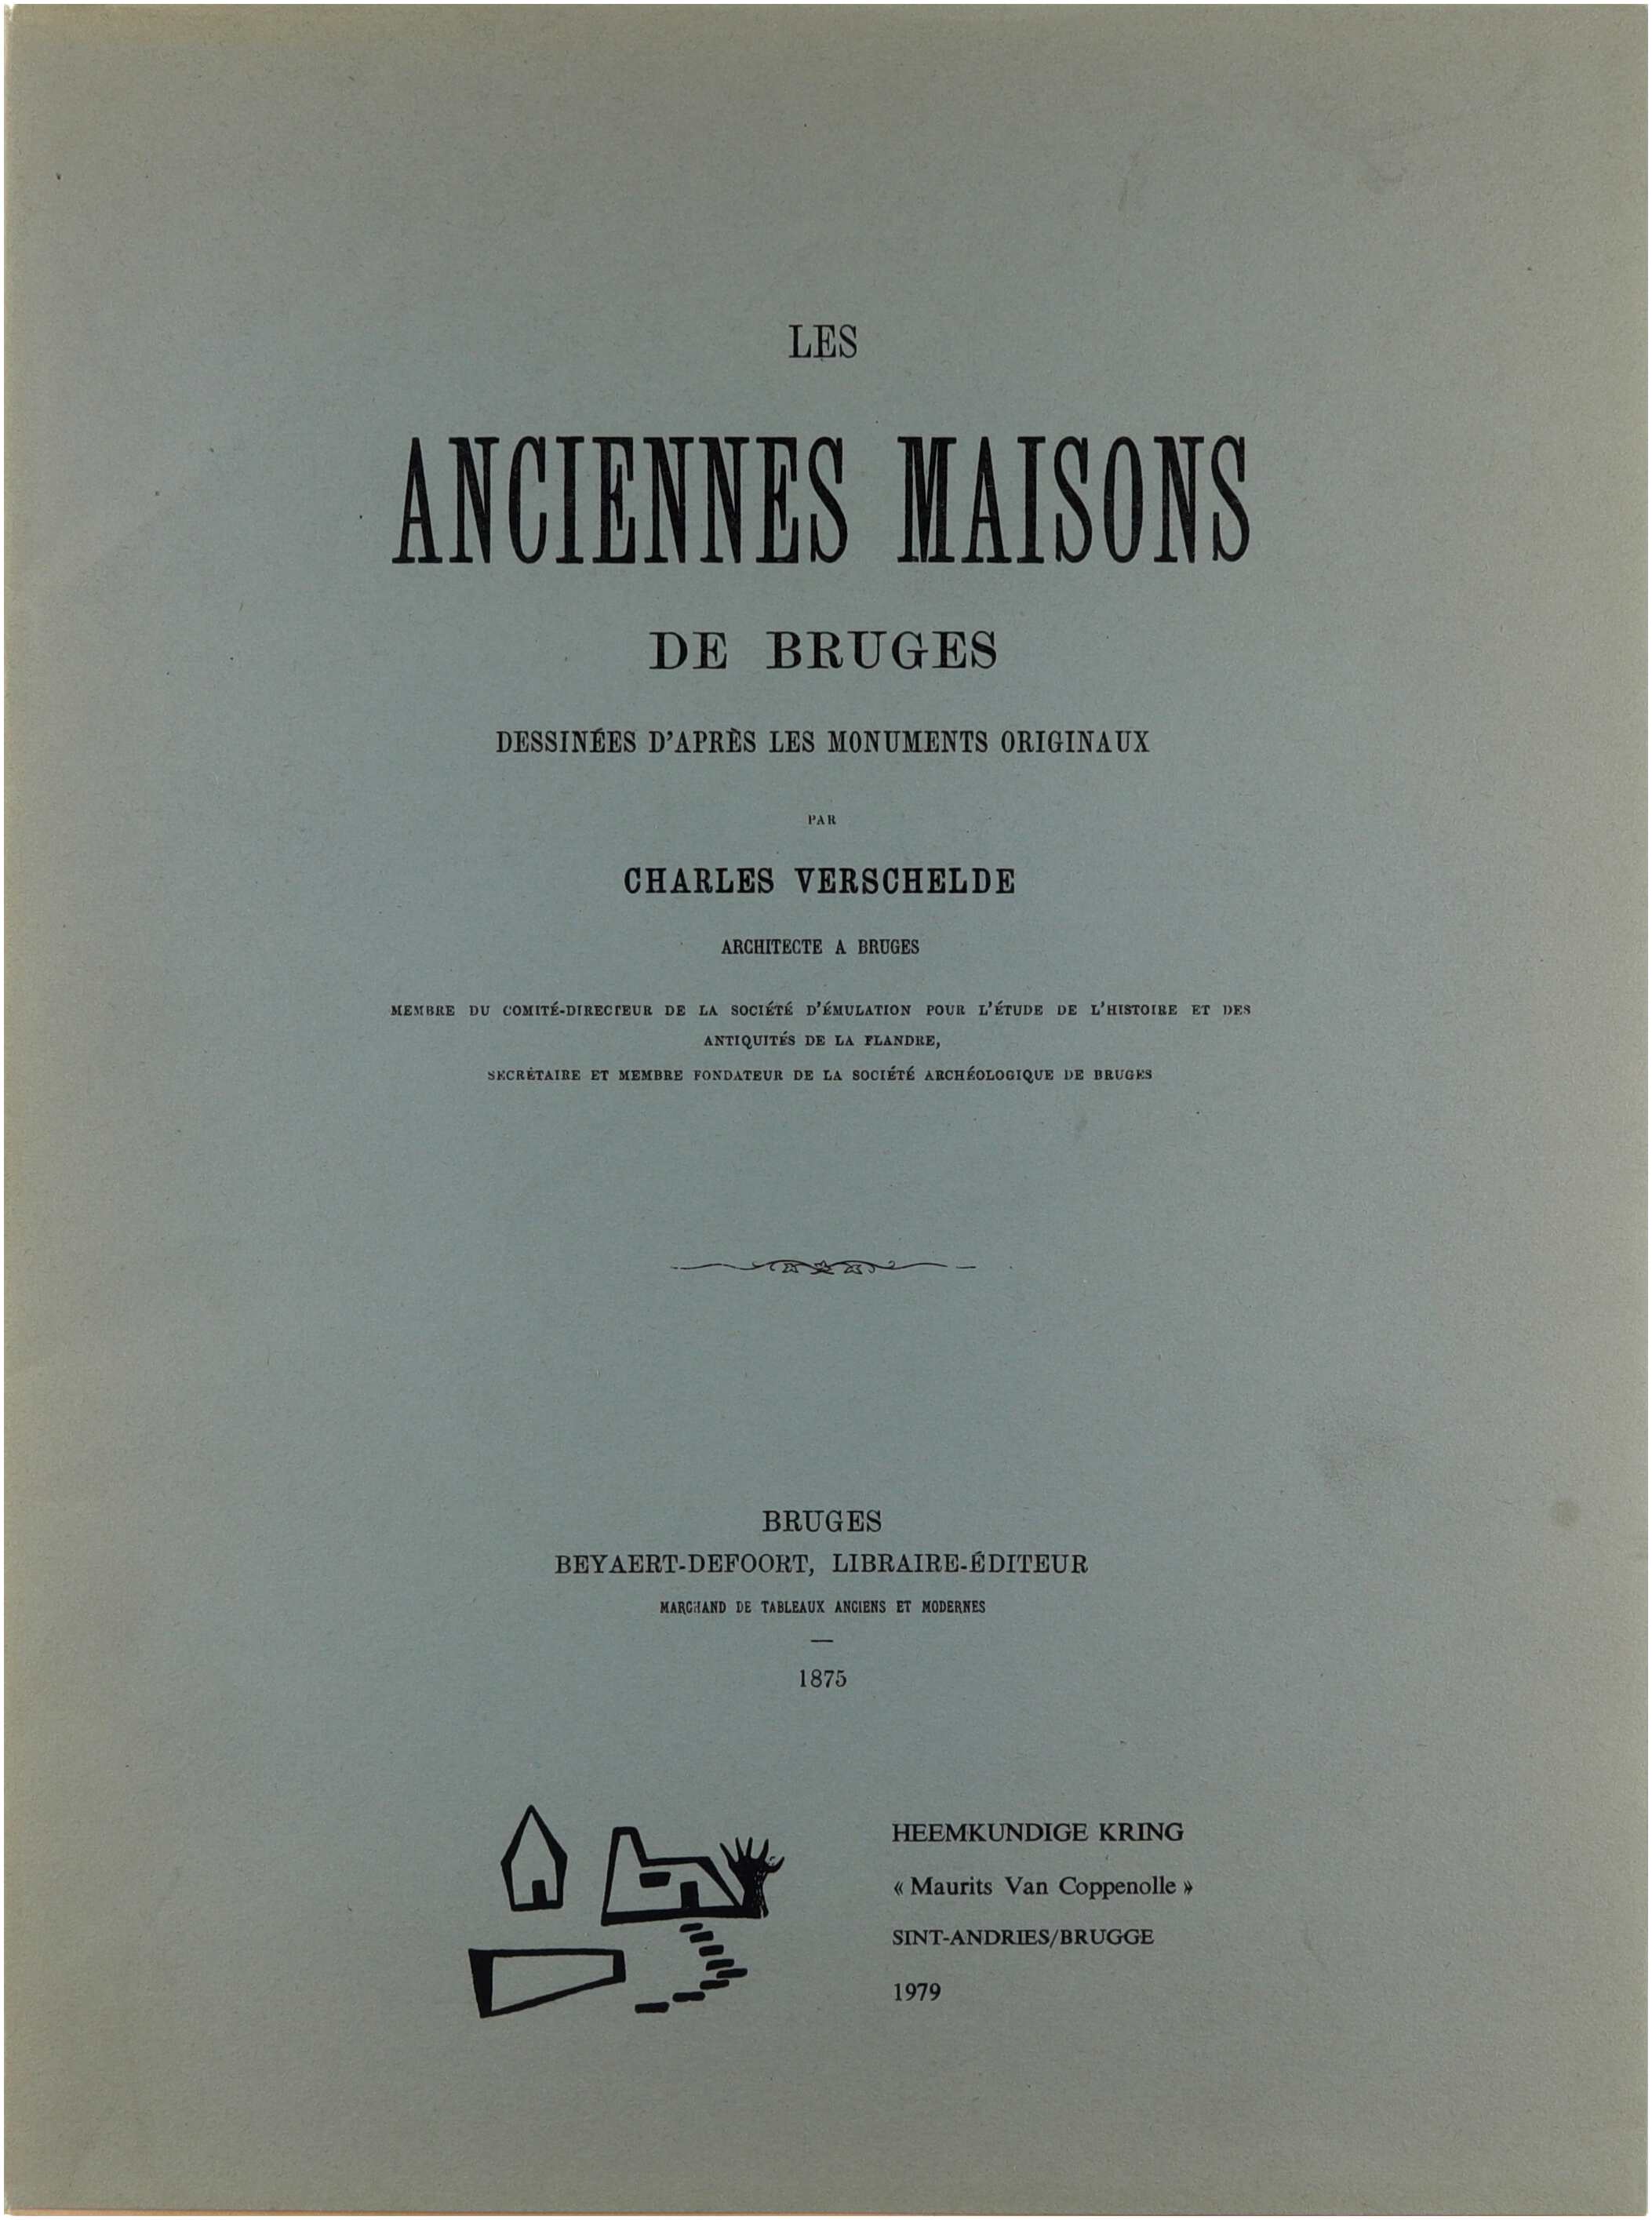 LES
ANCIENNES MAISONS
DE BRUGES
DESSINÉES D'APRÈS LES MONUMENTS ORIGINAUX
PAR
CHARLES VERSCHELDE
ARCHITECTE A BRUGES
MEMBRE DU COMITÉ-DIRECTEUR DE LA SOCIÉTÉ D'ÉMULATION POUR L'ÉTUDE DE L'HISTOIRE ET DES
ANTIQUITÉS DE LA FLANDRE,
SECRÉTAIRE ET MEMBRE FONDATEUR DE LA SOCIÉTÉ ARCHÉOLOGIQUE DE BRUGES
BRUGES
BEYAERT-DEFOORT, LIBRAIRE-ÉDITEUR
MARCHAND DE TABLEAUX ANCIENS ET MODERNES
1875
HEEMKUNDIGE KRING
« Maurits Van Coppenolle »
SINT-ANDRIES/BRUGGE
1979